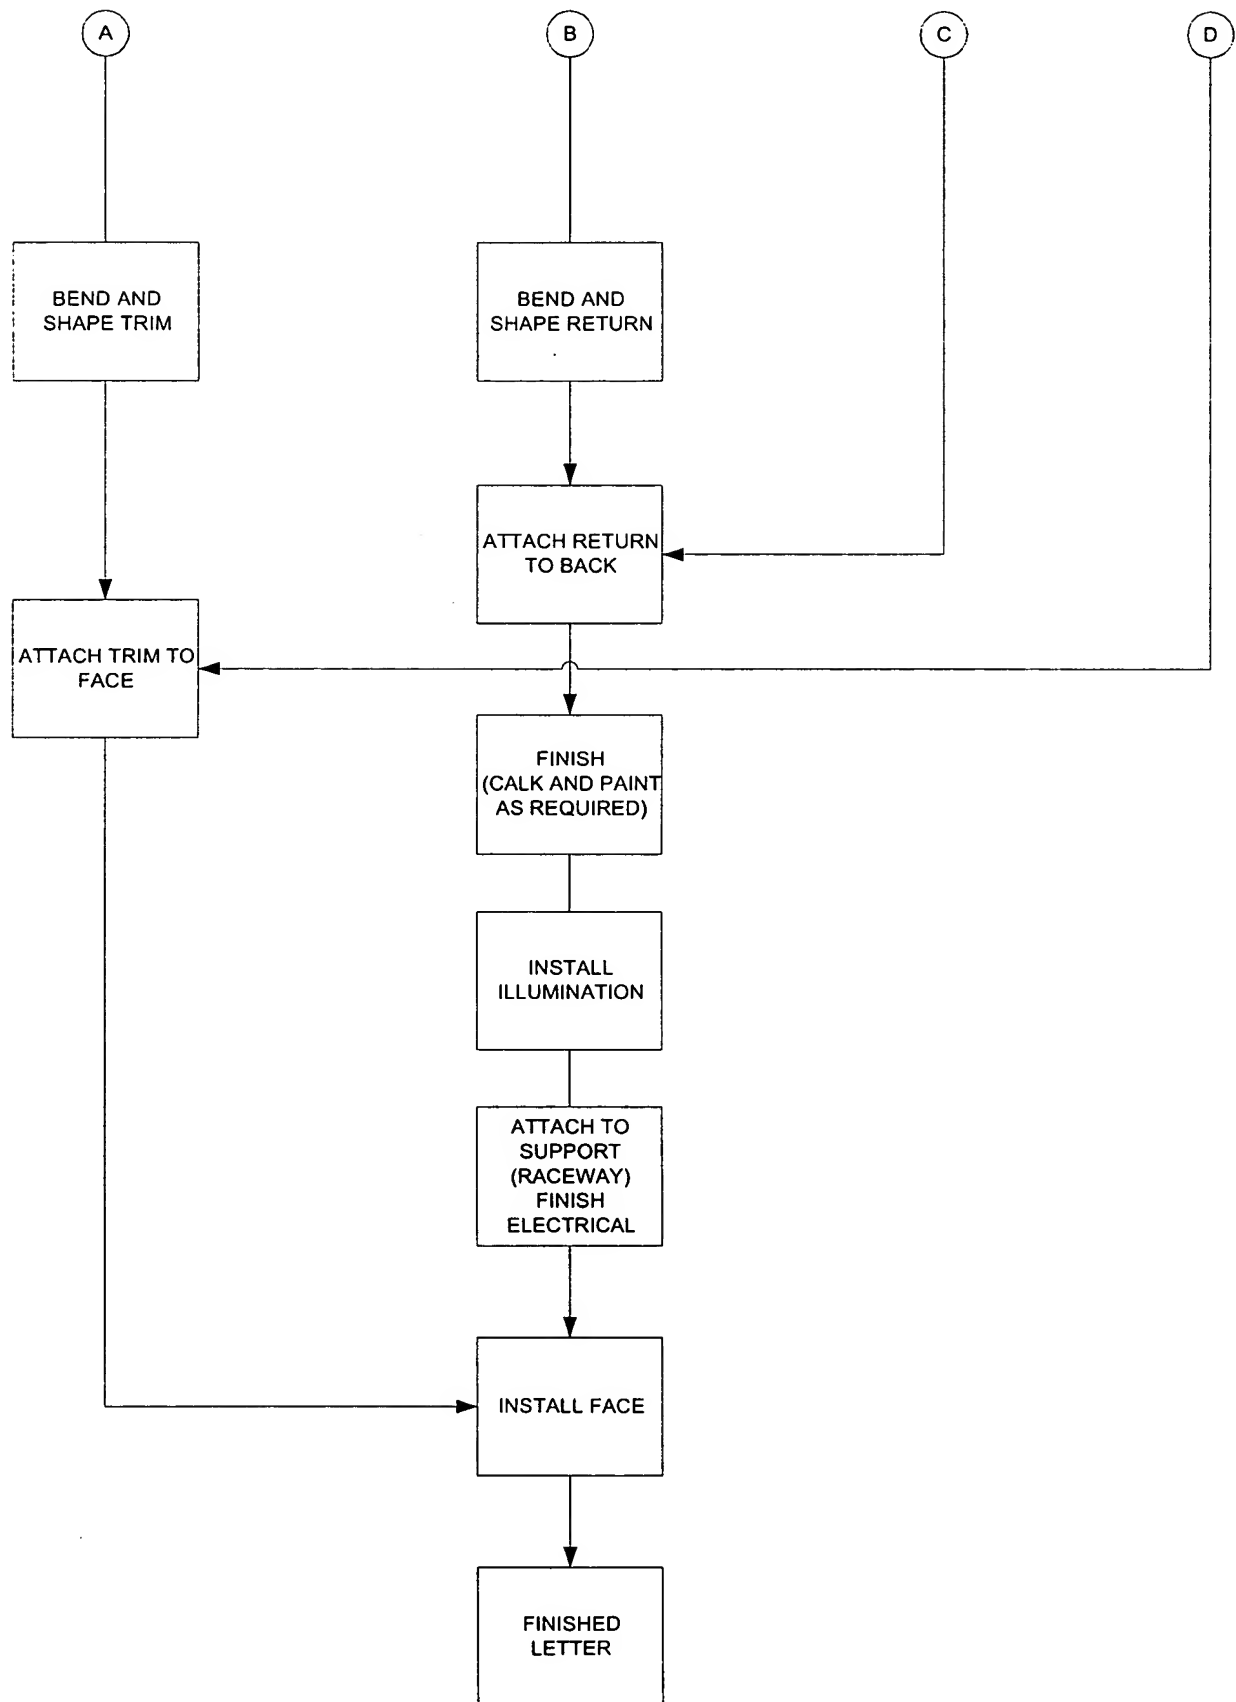 A
B
C
D
BEND AND
SHAPE TRIM
BEND AND
SHAPE RETURN
ATTACH RETURN
TO BACK
ATTACH TRIM TO
FACE
FINISH
(CALK AND PAINT
AS REQUIRED)
INSTALL
ILLUMINATION
ATTACH TO
SUPPORT
(RACEWAY)
FINISH
ELECTRICAL
INSTALL FACE
FINISHED
LETTER